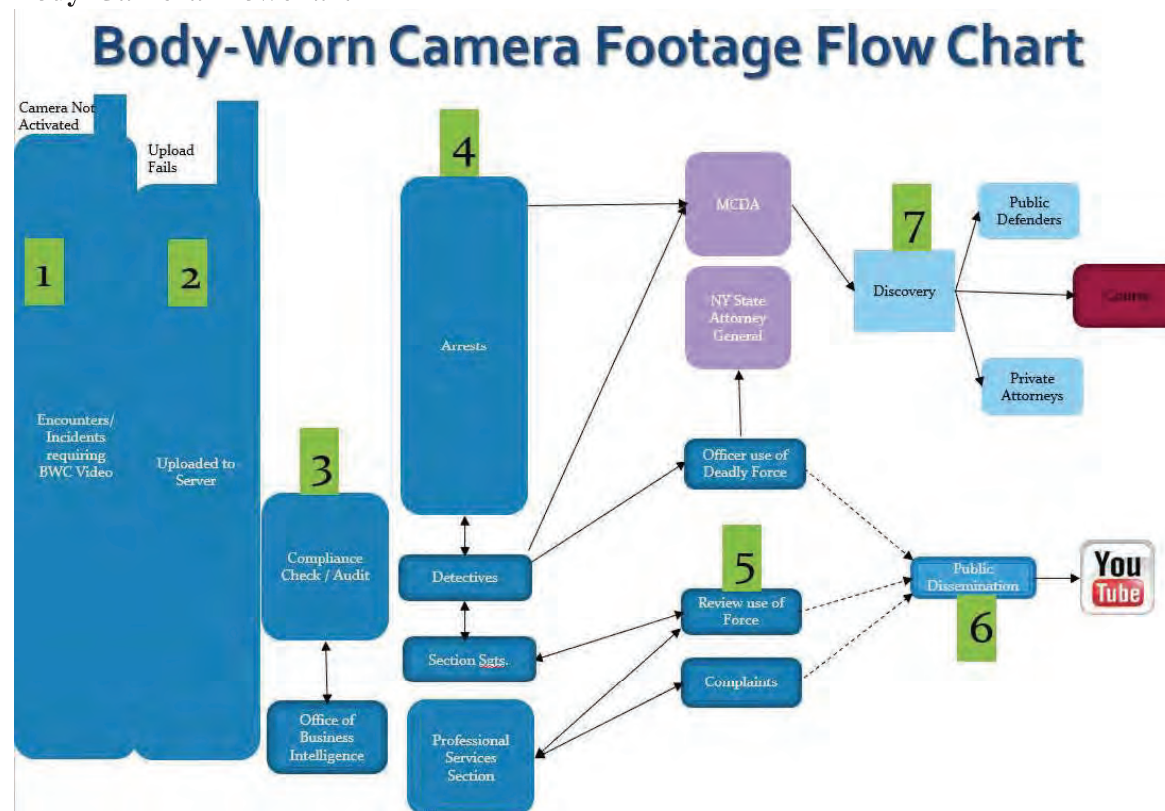 Body-Worn Camera Footage Flow Chart
Camera Not
Activated
Upload
Fails
1
2
Encounters/
Incidents
requiring
BWC Video
Uploaded to
Server
3
Compliance
Check / Audit
Office of
Business
Intelligence
4
Arrests
Detectives
Section Sgts.
Professional
Services
Section
MCDA
NY State
Attorney
General
Officer use of
Deadly Force
5
Review use of
Force
Complaints
7
Discovery
Public
Defenders
Private
Attorneys
Public
Dissemination
6
You
Tube